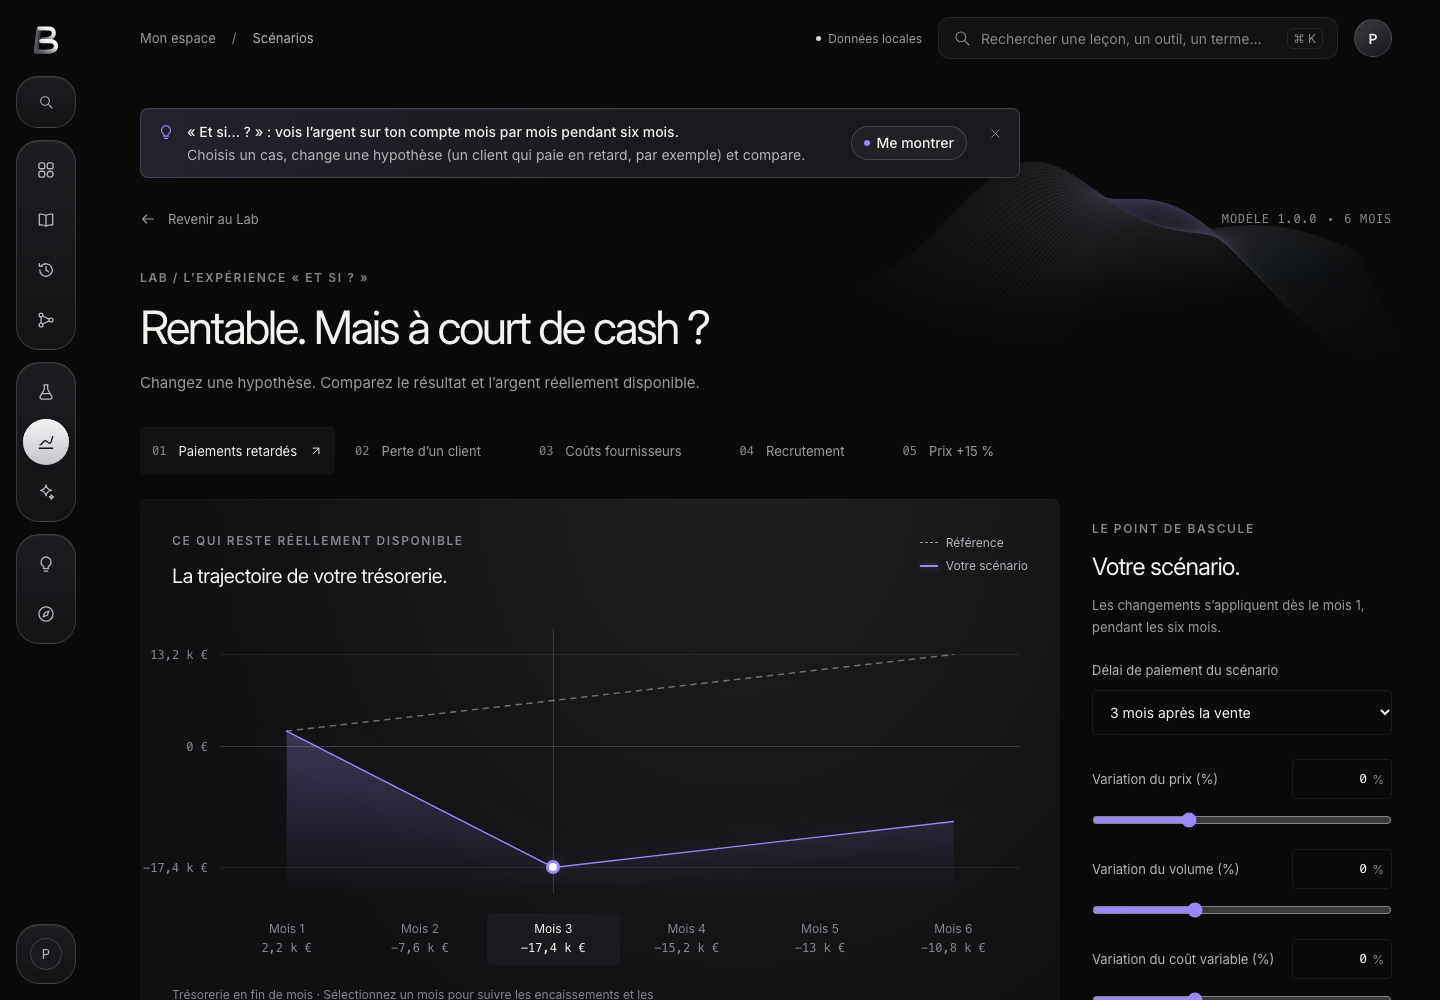 B
Mon espace / Scénarios
Données locales
Rechercher une leçon, un outil, un terme…
⌘ K
P
« Et si… ? » : vois l’argent sur ton compte mois par mois pendant six mois.
Choisis un cas, change une hypothèse (un client qui paie en retard, par exemple) et compare.
Me montrer
← Revenir au Lab
MODÈLE 1.0.0 • 6 MOIS
LAB / L’EXPÉRIENCE « ET SI ? »
Rentable. Mais à court de cash ?
Changez une hypothèse. Comparez le résultat et l’argent réellement disponible.
01 Paiements retardés
02 Perte d’un client
03 Coûts fournisseurs
04 Recrutement
05 Prix +15 %
CE QUI RESTE RÉELLEMENT DISPONIBLE
La trajectoire de votre trésorerie.
Référence
Votre scénario
13,2 k €
0 €
−17,4 k €
Mois 1
2,2 k €
Mois 2
−7,6 k €
Mois 3
−17,4 k €
Mois 4
−15,2 k €
Mois 5
−13 k €
Mois 6
−10,8 k €
Trésorerie en fin de mois · Sélectionnez un mois pour suivre les encaissements et les
LE POINT DE BASCULE
Votre scénario.
Les changements s’appliquent dès le mois 1,
pendant les six mois.
Délai de paiement du scénario
3 mois après la vente
Variation du prix (%)
0 %
Variation du volume (%)
0 %
Variation du coût variable (%)
0 %
P